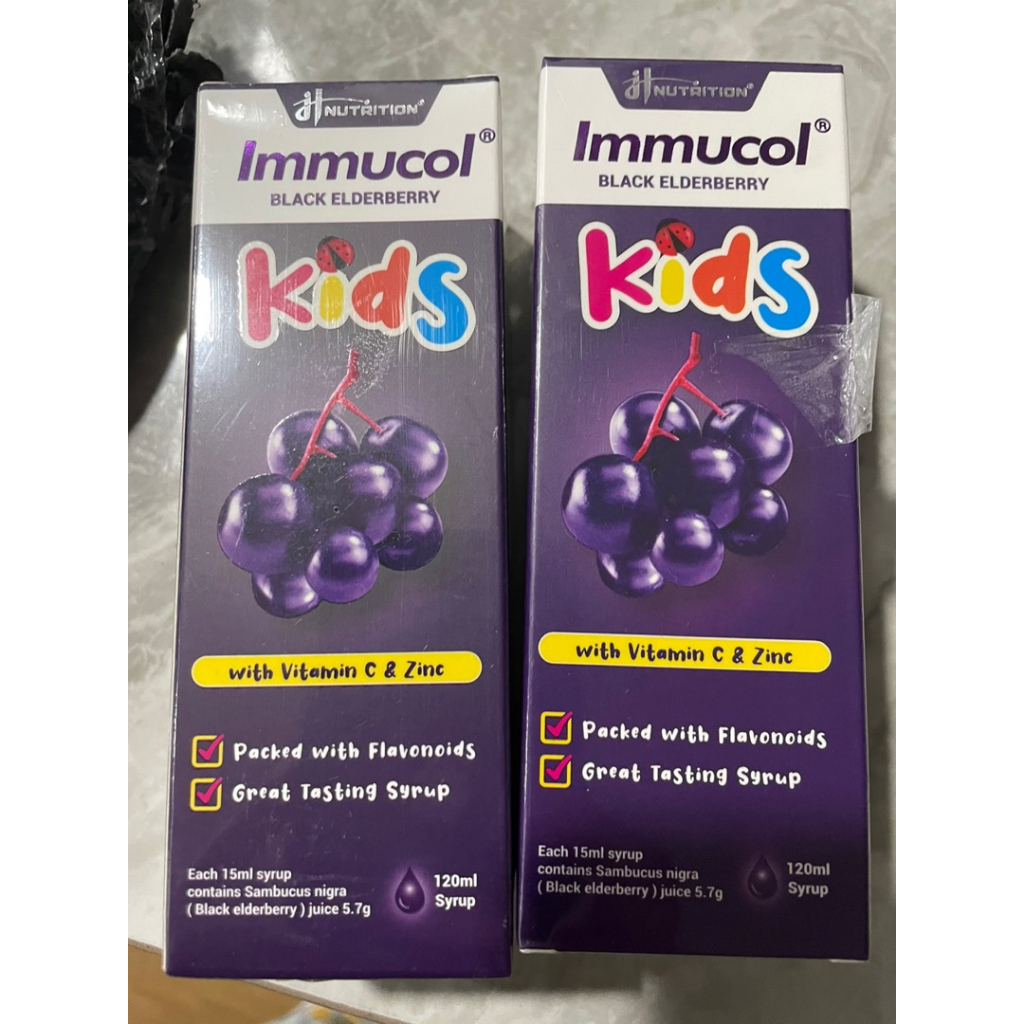 JH NUTRITION®
Immucol®
BLACK ELDERBERRY
Kids
with Vitamin C & Zinc
Packed with Flavonoids
Great Tasting Syrup
Each 15ml syrup
contains Sambucus nigra
( Black elderberry ) juice 5.7g
120ml
Syrup
JH NUTRITION®
Immucol®
BLACK ELDERBERRY
Kids
with Vitamin C & Zinc
Packed with Flavonoids
Great Tasting Syrup
Each 15ml syrup
contains Sambucus nigra
( Black elderberry ) juice 5.7g
120ml
Syrup